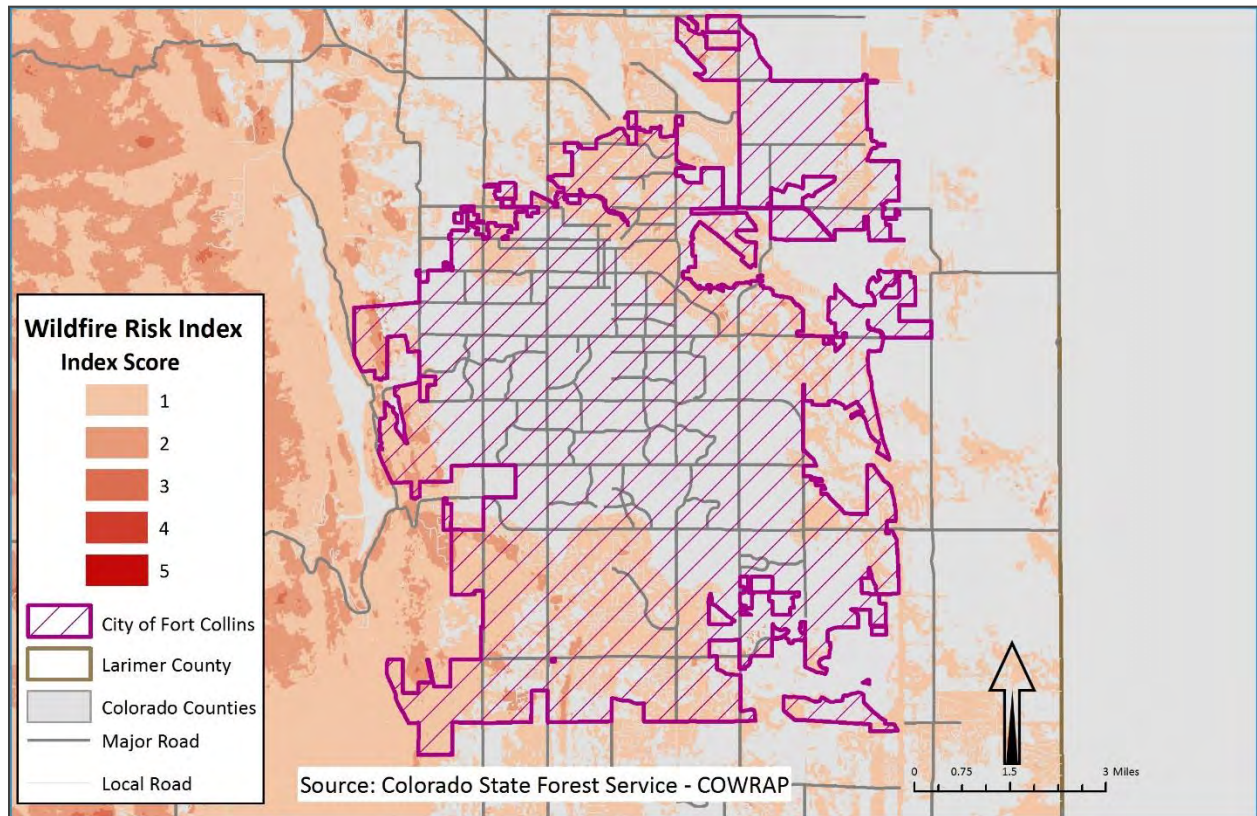 Wildfire Risk Index
Index Score
1
2
3
4
5
City of Fort Collins
Larimer County
Colorado Counties
Major Road
Local Road
Source: Colorado State Forest Service - COWRAP
0 0.75 1.5 3 Miles